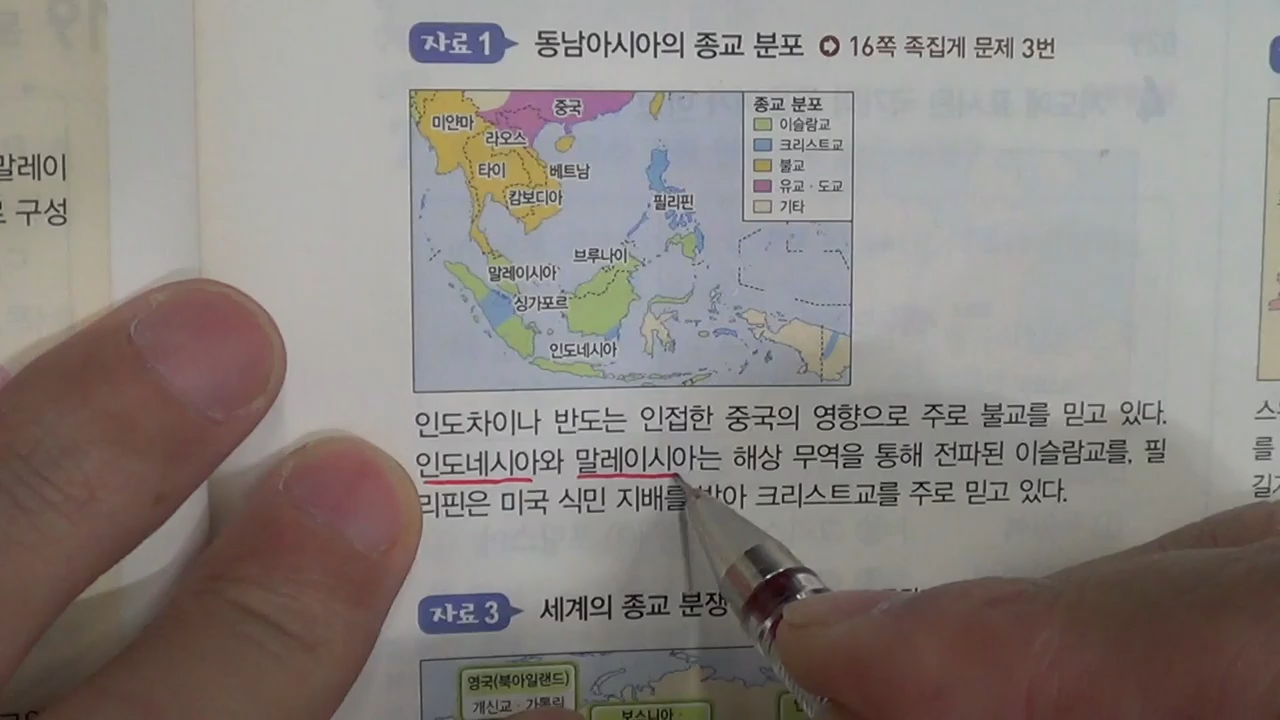 말레이
구성
자료 1 동남아시아의 종교 분포 16쪽 족집게 문제 3번
중국
미얀마
라오스
타이
베트남
캄보디아
필리핀
브루나이
말레이시아
싱가포르
인도네시아
종교 분포
이슬람교
크리스트교
불교
유교·도교
기타
인도차이나 반도는 인접한 중국의 영향으로 주로 불교를 믿고 있다.
인도네시아와 말레이시아는 해상 무역을 통해 전파된 이슬람교를, 필
리핀은 미국 식민 지배를 받아 크리스트교를 주로 믿고 있다.
스
를
자료 3 세계의 종교 분쟁
영국(북아일랜드)
개신교·가톨릭
보스니아·